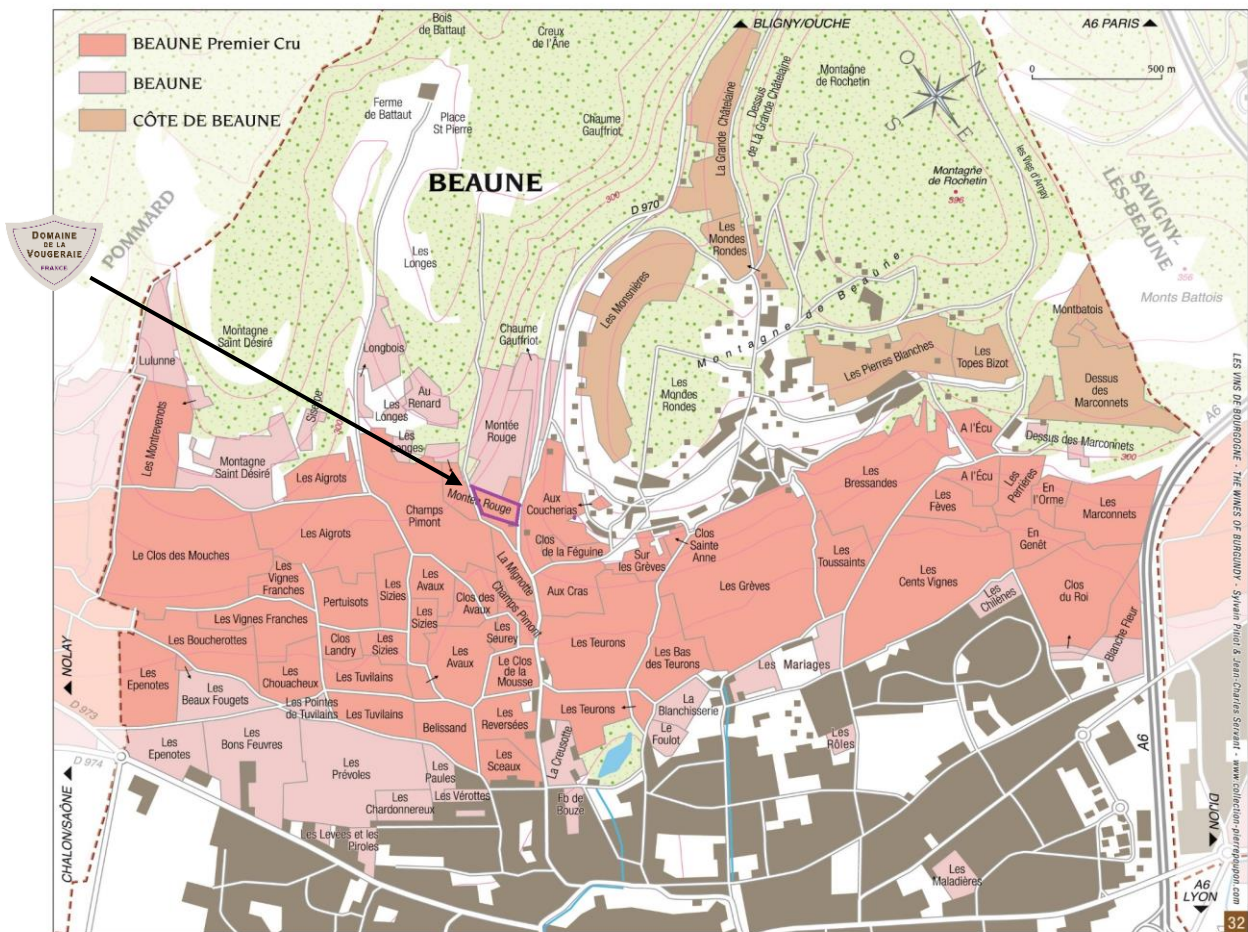 BEAUNE Premier Cru
BEAUNE
CÔTE DE BEAUNE
Bois
de Battaut
Creux
de l'Âne
BLIGNY/OUCHE
A6 PARIS
0
500 m
Ferme
de Battaut
Place
St Pierre
Chaume
Gauffriot
La Grande Châtelaine
Dessus
de La Grande Châtelaine
Montagne
de Rochetin
O
N
S
E
les Vies d'Arnay
Montagne
de Rochetin
386
BEAUNE
300
D 970
POMMARD
SAVIGNY-
LÈS-BEAUNE
356
Monts Battois
DOMAINE
DE LA
VOUGERAIE
FRANCE
Les
Longes
Les
Mondes
Rondes
Les Monsnières
Montagne de Beaune
Montbatois
Lulunne
Montagne
Saint Désiré
Longbois
Chaume
Gauffriot
Les Pierres Blanches
Les
Topes Bizot
Dessus
des
Marconnets
A6
Les
Mondes
Rondes
Au
Renard
Les
Longes
Siserpe
300
Les
Longes
Montée
Rouge
Les Montrevenots
Montagne
Saint Désiré
Les Aigrots
Montée Rouge
Aux
Coucherias
Les
Bressandes
A l'Écu
A l'Écu
Dessus des Marconnets
300
Les
Perrières
En
l'Orme
Les
Marconnets
Champs
Pimont
Les
Fèves
Le Clos des Mouches
Les Aigrots
Clos
de la Féguine
Sur
les Grèves
Clos
Sainte
Anne
Les
Toussaints
En
Genêt
Les
Vignes
Franches
Pertuisots
Les
Sizies
Les
Avaux
Clos des
Avaux
La Mignotte
Champs Pimont
Aux Cras
Les Grèves
Les
Cents Vignes
Clos
du Roi
Les
Chilènes
Les Vignes Franches
Les
Sizies
Les
Seurey
Les Boucherottes
Clos
Landry
Les
Sizies
Les
Avaux
Le Clos
de la
Mousse
Les Teurons
Les Bas
des Teurons
Les Mariages
Blanche Fleur
Les
Epenotes
Les
Beaux Fougets
Les
Chouacheux
Les Tuvilains
La
Blanchisserie
NOLAY
D 973
D 974
Les Pointes
de Tuvilains
Les Tuvilains
Belissand
Les
Reversées
Les Teurons
Le
Foulot
Les
Rôles
Les
Epenotes
Les
Bons Feuvres
Les
Prévoles
Les
Paules
Les
Sceaux
La Creusotte
Les
Chardonnereux
Les Vérottes
Fb de
Bouze
CHALON/SAÔNE
Les Levées et les
Piroles
Les
Maladières
A6
DIJON
A6
LYON
LES VINS DE BOURGOGNE - THE WINES OF BURGUNDY - Sylvain Pitiot & Jean-Charles Servant - www.collection-pierrepoupon.com
32